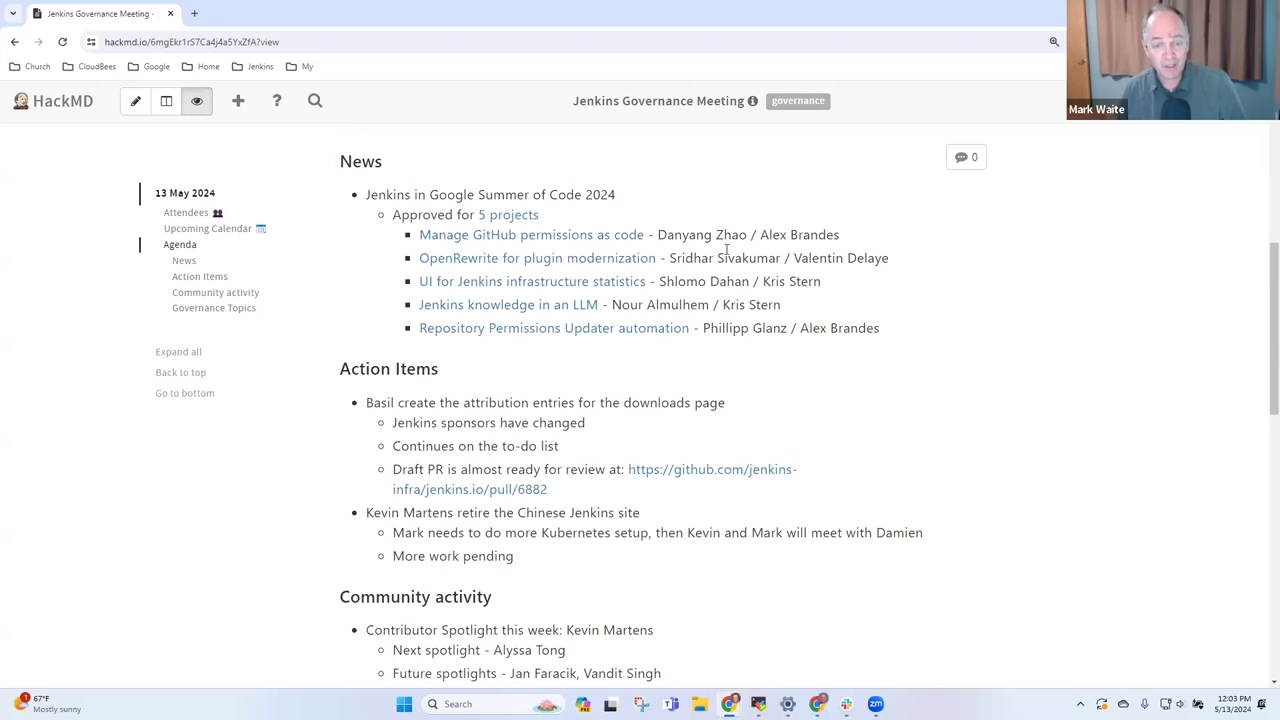 Jenkins Governance Meeting -
hackmd.io/6mgEkr1rS7Ca4j4a5YxZfA?view
Church
CloudBees
Google
Home
Jenkins
My
Mark Waite
HackMD
Jenkins Governance Meeting
governance
0
13 May 2024
Attendees
Upcoming Calendar
Agenda
News
Action Items
Community activity
Governance Topics
Expand all
Back to top
Go to bottom
News
Jenkins in Google Summer of Code 2024
Approved for 5 projects
Manage GitHub permissions as code - Danyang Zhao / Alex Brandes
OpenRewrite for plugin modernization - Sridhar Sivakumar / Valentin Delaye
UI for Jenkins infrastructure statistics - Shlomo Dahan / Kris Stern
Jenkins knowledge in an LLM - Nour Almulhem / Kris Stern
Repository Permissions Updater automation - Phillipp Glanz / Alex Brandes
Action Items
Basil create the attribution entries for the downloads page
Jenkins sponsors have changed
Continues on the to-do list
Draft PR is almost ready for review at: https://github.com/jenkins-
infra/jenkins.io/pull/6882
Kevin Martens retire the Chinese Jenkins site
Mark needs to do more Kubernetes setup, then Kevin and Mark will meet with Damien
More work pending
Community activity
Contributor Spotlight this week: Kevin Martens
Next spotlight - Alyssa Tong
Future spotlights - Jan Faracik, Vandit Singh
1
67°F
Mostly sunny
Search
zm
12:03 PM
5/13/2024